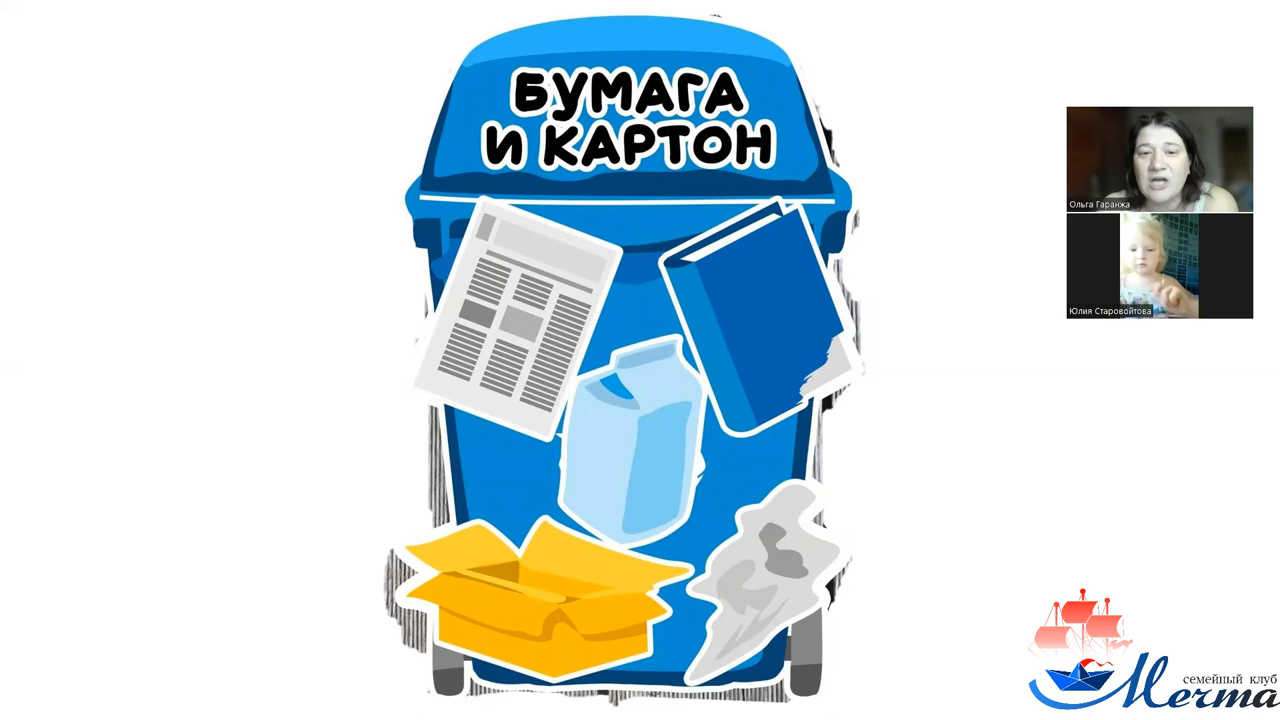 БУМАГА
И КАРТОН
Ольга Гаранжа
Юлия Старовойтова
семейный клуб
Мечта